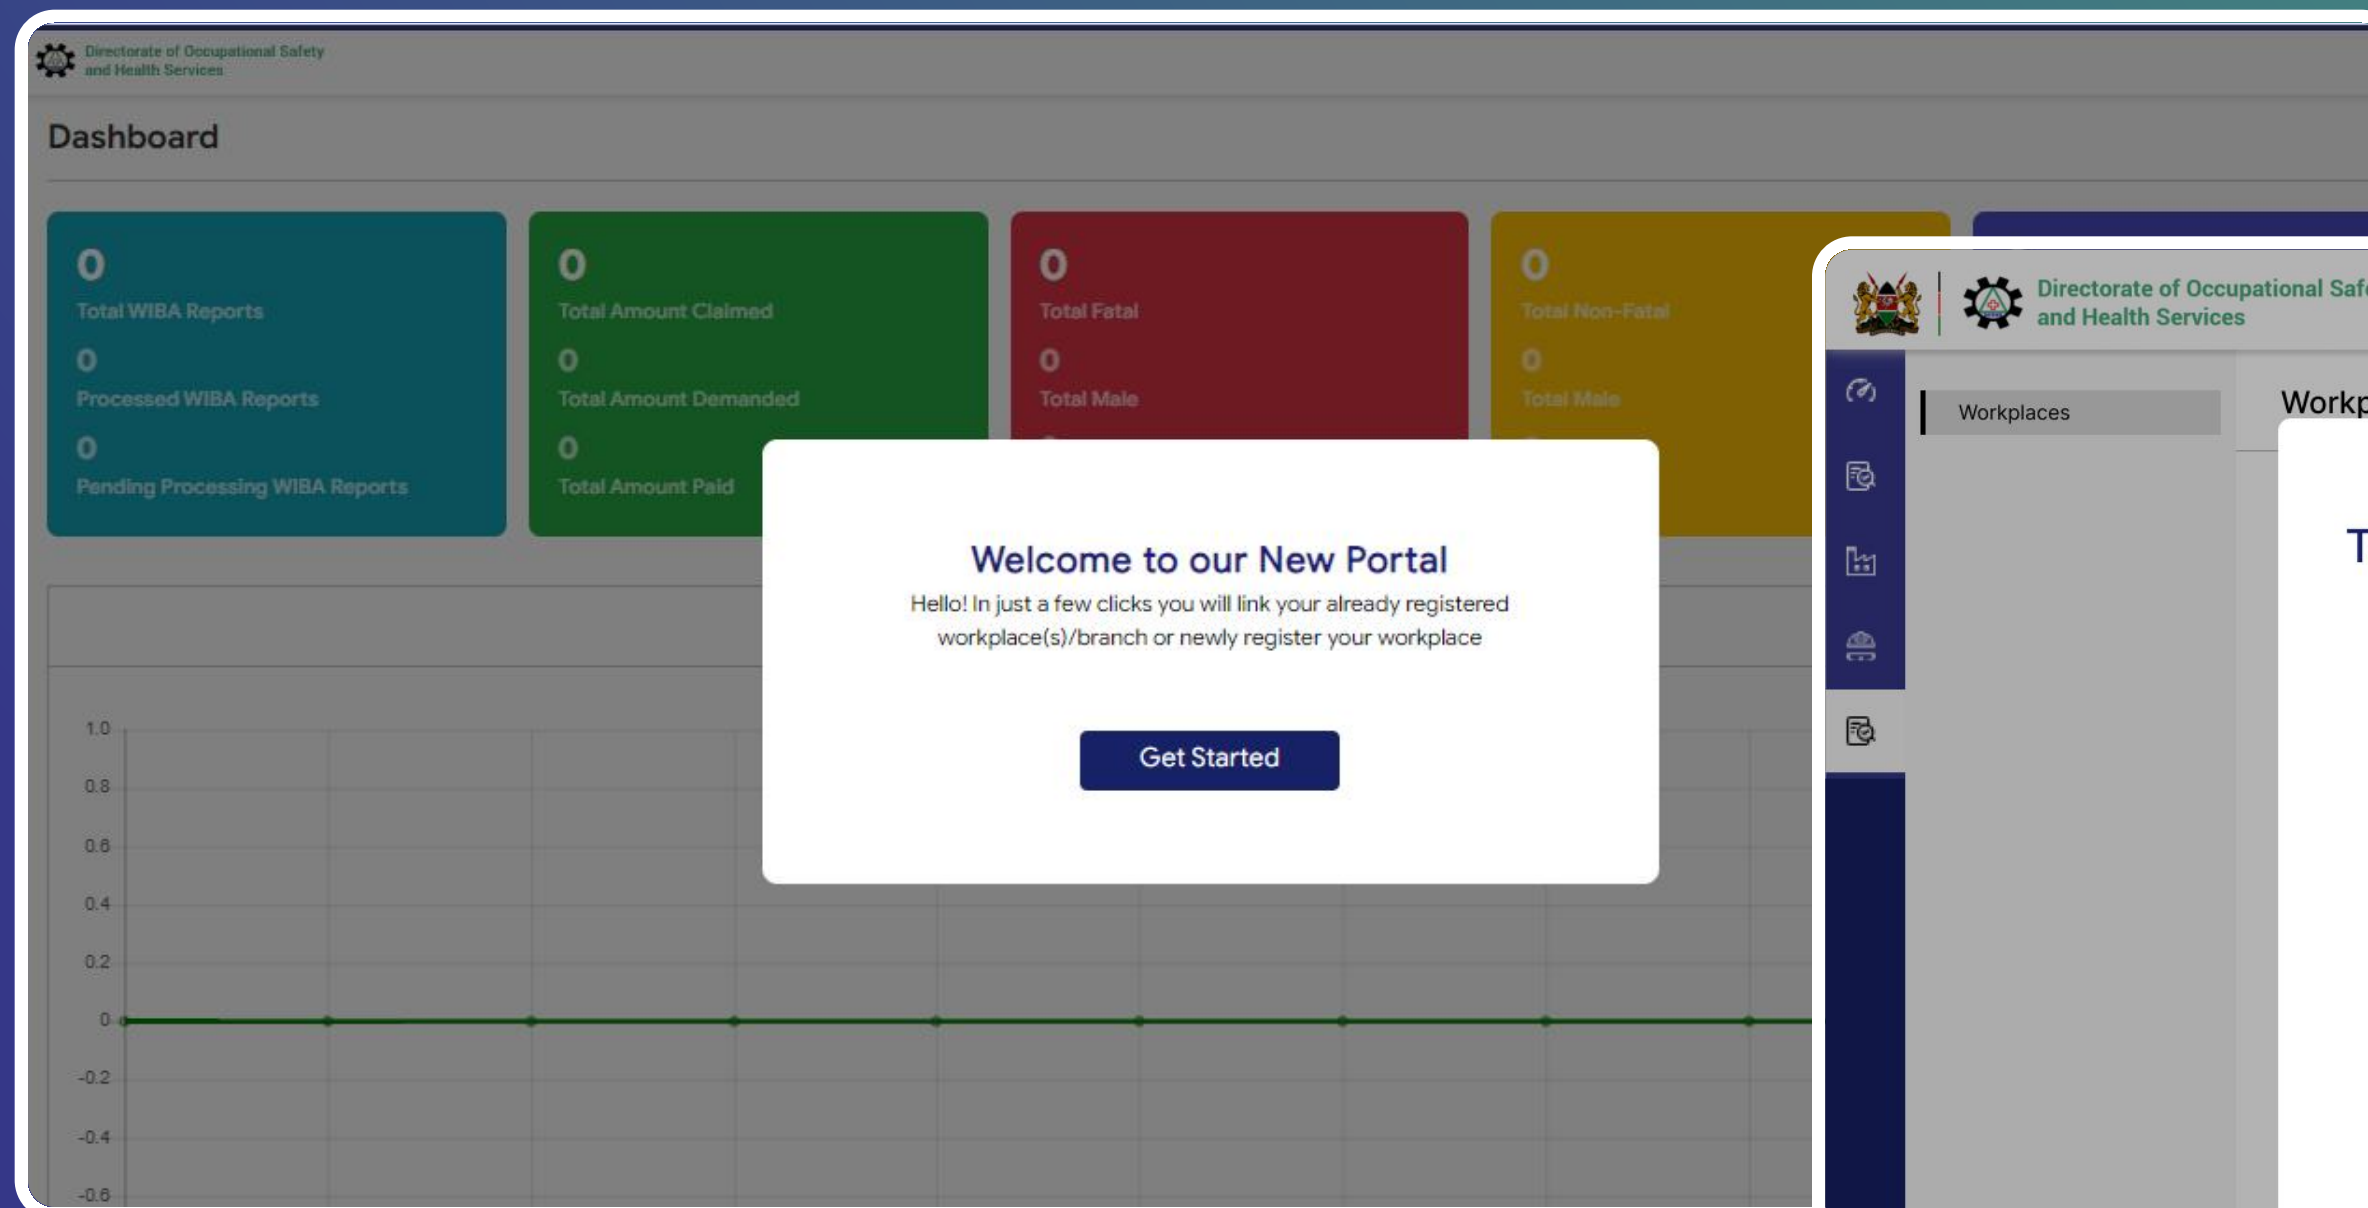 Directorate of Occupational Safety
and Health Services
Dashboard
0
Total WIBA Reports
0
Processed WIBA Reports
0
Pending Processing WIBA Reports
0
Total Amount Claimed
0
Total Amount Demanded
0
Total Amount Paid
0
Total Fatal
0
Total Male
0
Total Non-Fatal
0
Total Male
Welcome to our New Portal
Hello! In just a few clicks you will link your already registered
workplace(s)/branch or newly register your workplace
Get Started
1.0
0.8
0.6
0.4
0.2
0
-0.2
-0.4
-0.6
Directorate of Occupational Safe
and Health Services
Workplaces
Workp
T